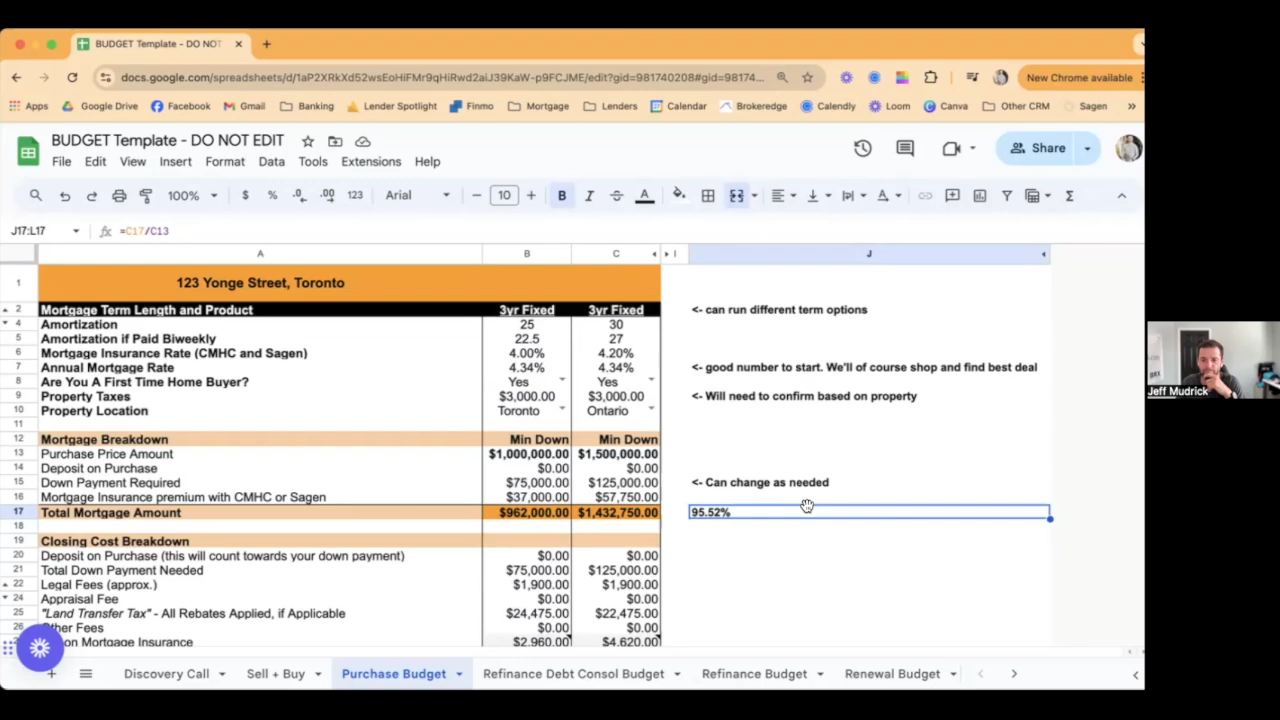 BUDGET Template - DO NOT
docs.google.com/spreadsheets/d/1aP2XRkXd52wsEoHiFMr9qHiRwd2aiJ39KaW-p9FCJME/edit?gid=981740208#gid=98174...
New Chrome available
Apps Google Drive Facebook Gmail Banking Lender Spotlight Finmo Mortgage Lenders Calendar Brokeredge Calendly Loom Canva Other CRM Sagen
BUDGET Template - DO NOT EDIT
File Edit View Insert Format Data Tools Extensions Help
Share
100% $ % .0 .00 123 Arial 10 B I A
J17:L17 =C17/C13
A B C I J
1 123 Yonge Street, Toronto
2 Mortgage Term Length and Product 3yr Fixed 3yr Fixed <- can run different term options
4 Amortization 25 30
5 Amortization if Paid Biweekly 22.5 27
6 Mortgage Insurance Rate (CMHC and Sagen) 4.00% 4.20%
7 Annual Mortgage Rate 4.34% 4.34% <- good number to start. We'll of course shop and find best deal
8 Are You A First Time Home Buyer? Yes Yes
9 Property Taxes $3,000.00 $3,000.00 <- Will need to confirm based on property
10 Property Location Toronto Ontario
11
12 Mortgage Breakdown Min Down Min Down
13 Purchase Price Amount $1,000,000.00 $1,500,000.00
14 Deposit on Purchase $0.00 $0.00
15 Down Payment Required $75,000.00 $125,000.00 <- Can change as needed
16 Mortgage Insurance premium with CMHC or Sagen $37,000.00 $57,750.00
17 Total Mortgage Amount $962,000.00 $1,432,750.00 95.52%
18
19 Closing Cost Breakdown
20 Deposit on Purchase (this will count towards your down payment) $0.00 $0.00
21 Total Down Payment Needed $75,000.00 $125,000.00
22 Legal Fees (approx.) $1,900.00 $1,900.00
24 Appraisal Fee $0.00 $0.00
25 "Land Transfer Tax" - All Rebates Applied, if Applicable $24,475.00 $22,475.00
26 Other Fees $0.00 $0.00
on Mortgage Insurance $2,960.00 $4,620.00
Discovery Call Sell + Buy Purchase Budget Refinance Debt Consol Budget Refinance Budget Renewal Budget
Jeff Mudrick